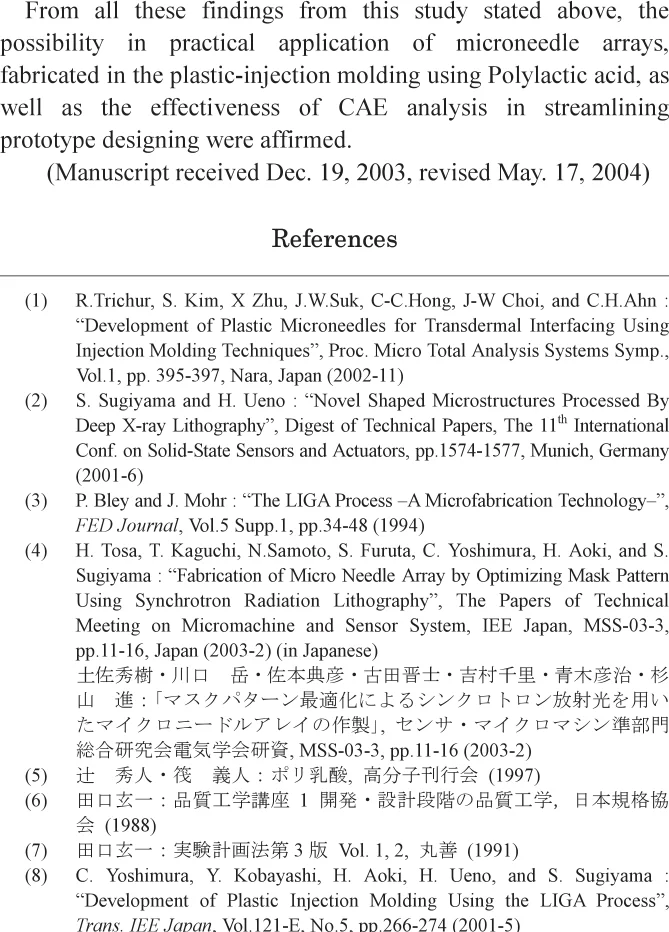 From all these findings from this study stated above, the
possibility in practical application of microneedle arrays,
fabricated in the plastic-injection molding using Polylactic acid, as
well as the effectiveness of CAE analysis in streamlining
prototype designing were affirmed.
(Manuscript received Dec. 19, 2003, revised May. 17, 2004)
References
(1) R.Trichur, S. Kim, X Zhu, J.W.Suk, C-C.Hong, J-W Choi, and C.H.Ahn :
“Development of Plastic Microneedles for Transdermal Interfacing Using
Injection Molding Techniques”, Proc. Micro Total Analysis Systems Symp.,
Vol.1, pp. 395-397, Nara, Japan (2002-11)
(2) S. Sugiyama and H. Ueno : “Novel Shaped Microstructures Processed By
Deep X-ray Lithography”, Digest of Technical Papers, The 11th International
Conf. on Solid-State Sensors and Actuators, pp.1574-1577, Munich, Germany
(2001-6)
(3) P. Bley and J. Mohr : “The LIGA Process –A Microfabrication Technology–”,
FED Journal, Vol.5 Supp.1, pp.34-48 (1994)
(4) H. Tosa, T. Kaguchi, N.Samoto, S. Furuta, C. Yoshimura, H. Aoki, and S.
Sugiyama : “Fabrication of Micro Needle Array by Optimizing Mask Pattern
Using Synchrotron Radiation Lithography”, The Papers of Technical
Meeting on Micromachine and Sensor System, IEE Japan, MSS-03-3,
pp.11-16, Japan (2003-2) (in Japanese)
土佐秀樹・川口　岳・佐本典彦・古田晋士・吉村千里・青木彦治・杉
山　進：「マスクパターン最適化によるシンクロトロン放射光を用い
たマイクロニードルアレイの作製」, センサ・マイクロマシン準部門
総合研究会電気学会研資, MSS-03-3, pp.11-16 (2003-2)
(5) 辻　秀人・筏　義人：ポリ乳酸, 高分子刊行会 (1997)
(6) 田口玄一：品質工学講座 1 開発・設計段階の品質工学, 日本規格協
会 (1988)
(7) 田口玄一：実験計画法第 3 版 Vol. 1, 2, 丸善 (1991)
(8) C. Yoshimura, Y. Kobayashi, H. Aoki, H. Ueno, and S. Sugiyama :
“Development of Plastic Injection Molding Using the LIGA Process”,
Trans. IEE Japan, Vol.121-E, No.5, pp.266-274 (2001-5)